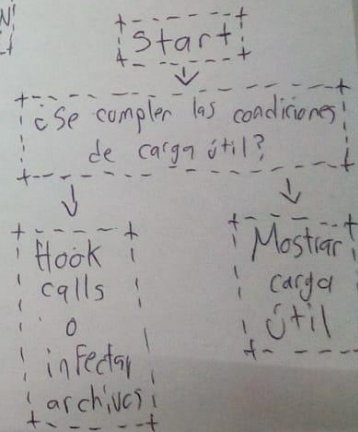 Start
¿Se cumplen las condiciones
de carga útil?
Hook
calls
o
infectar
archivos
Mostrar
carga
útil